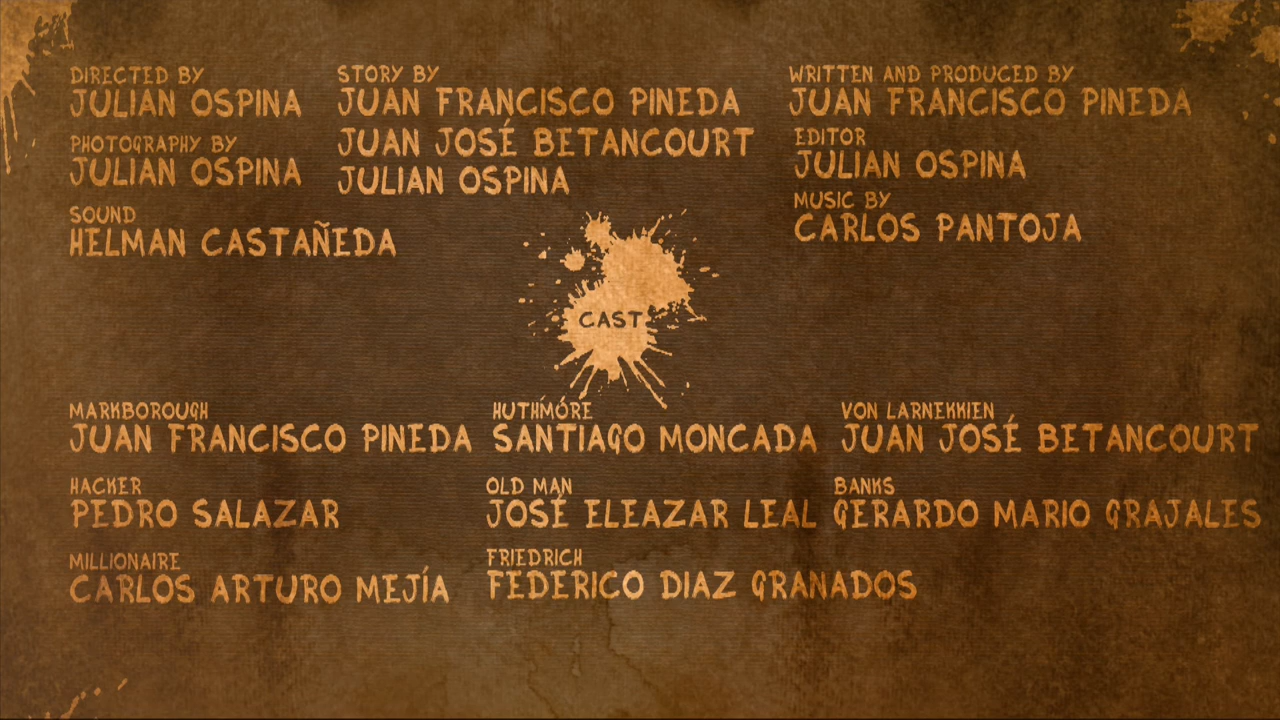 DIRECTED BY
JULIAN OSPINA
PHOTOGRAPHY BY
JULIAN OSPINA
SOUND
HELMAN CASTAÑEDA
STORY BY
JUAN FRANCISCO PINEDA
JUAN JOSÉ BETANCOURT
JULIAN OSPINA
WRITTEN AND PRODUCED BY
JUAN FRANCISCO PINEDA
EDITOR
JULIAN OSPINA
MUSIC BY
CARLOS PANTOJA
CAST
MARKBOROUGH
JUAN FRANCISCO PINEDA
HUTHḾÓRE
SANTIAGO MONCADA
VON LARNEKKIEN
JUAN JOSÉ BETANCOURT
HACKER
PEDRO SALAZAR
OLD MAN
JOSÉ ELEAZAR LEAL
BANKS
GERARDO MARIO GRAJALES
MILLIONAIRE
CARLOS ARTURO MEJÍA
FRIEDRICH
FEDERICO DIAZ GRANADOS